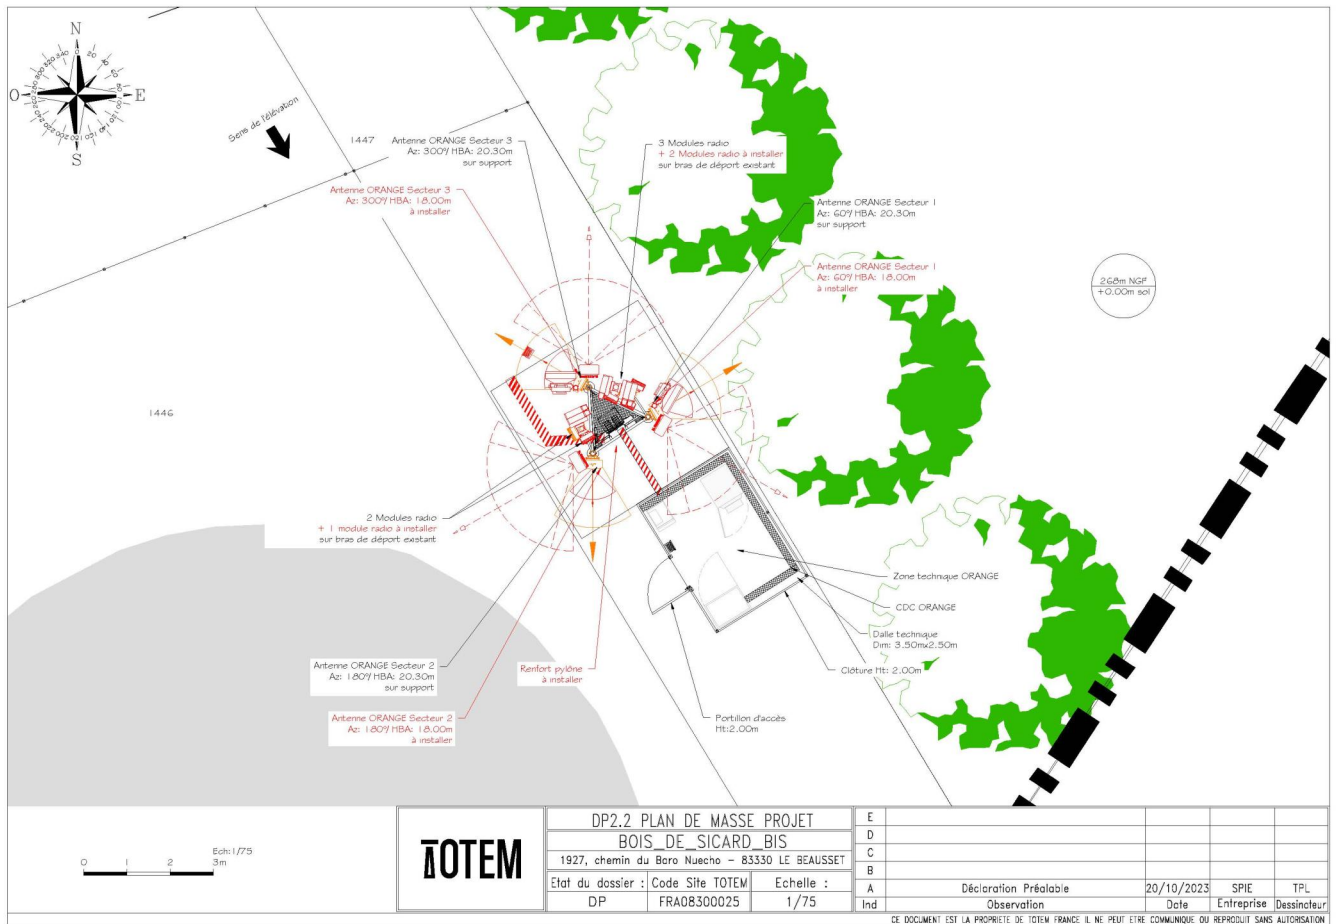 N
O
E
S
Sens de l'élévation
1447
Antenne ORANGE Secteur 3
Az: 300°/ HBA: 20.30m
sur support
3 Modules radio
+ 2 Modules radio à installer
sur bras de déport existant
Antenne ORANGE Secteur 3
Az: 300°/ HBA: 18.00m
à installer
Antenne ORANGE Secteur 1
Az: 60°/ HBA: 20.30m
sur support
Antenne ORANGE Secteur 1
Az: 60°/ HBA: 18.00m
à installer
268m NGF
+0.00m sol
1446
2 Modules radio
+ 1 module radio à installer
sur bras de déport existant
Zone technique ORANGE
CDC ORANGE
Dalle technique
Dim: 3.50mx2.50m
Clôture Ht: 2.00m
Antenne ORANGE Secteur 2
Az: 180°/ HBA: 20.30m
sur support
Renfort pylône
à installer
Antenne ORANGE Secteur 2
Az: 180°/ HBA: 18.00m
à installer
Portillon d'accès
Ht:2.00m
Ech:1/75
0 1 2 3m
TOTEM
DP2.2 PLAN DE MASSE PROJET
BOIS_DE_SICARD_BIS
1927, chemin du Baro Nuecho - 83330 LE BEAUSSET
Etat du dossier : Code Site TOTEM Echelle :
DP FRA08300025 1/75
E
D
C
B
A Déclaration Préalable 20/10/2023 SPIE TPL
Ind Observation Date Entreprise Dessinateur
CE DOCUMENT EST LA PROPRIETE DE TOTEM FRANCE IL NE PEUT ETRE COMMUNIQUE OU REPRODUIT SANS AUTORISATION